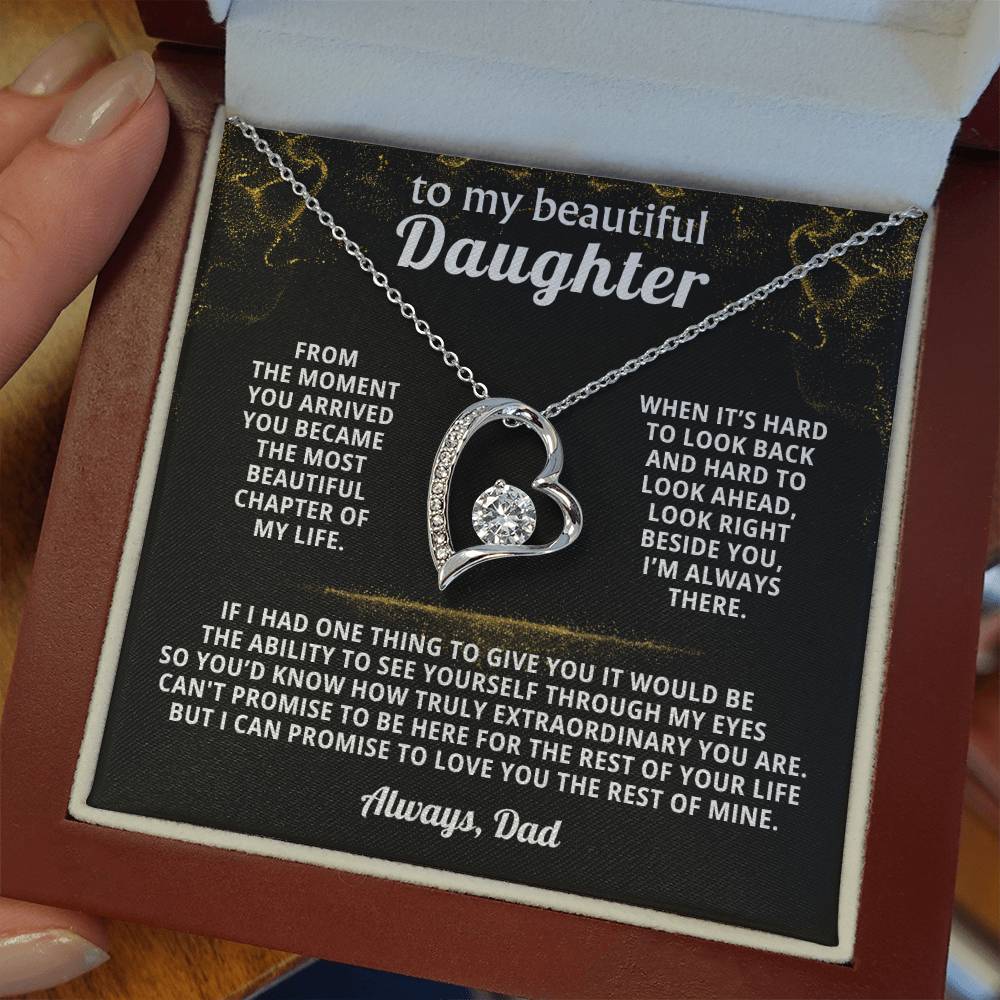 to my beautiful
Daughter
FROM
THE MOMENT
YOU ARRIVED
YOU BECAME
THE MOST
BEAUTIFUL
CHAPTER OF
MY LIFE.
WHEN IT'S HARD
TO LOOK BACK
AND HARD TO
LOOK AHEAD,
LOOK RIGHT
BESIDE YOU,
I'M ALWAYS
THERE.
IF I HAD ONE THING TO GIVE YOU IT WOULD BE
THE ABILITY TO SEE YOURSELF THROUGH MY EYES
SO YOU'D KNOW HOW TRULY EXTRAORDINARY YOU ARE.
CAN'T PROMISE TO BE HERE FOR THE REST OF YOUR LIFE
BUT I CAN PROMISE TO LOVE YOU THE REST OF MINE.
Always, Dad